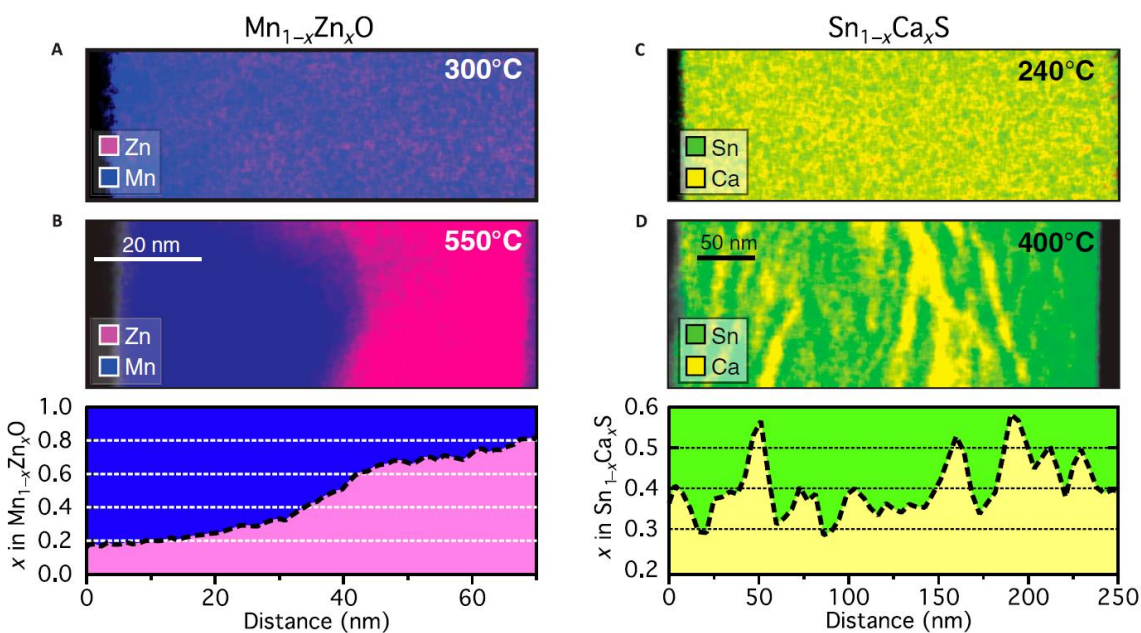 Mn₁₋ₓZnₓO
A
300°C
Zn
Mn
B
20 nm
550°C
Zn
Mn
x in Mn₁₋ₓZnₓO
1.0
0.8
0.6
0.4
0.2
0.0
0 20 40 60
Distance (nm)
Sn₁₋ₓCaₓS
C
240°C
Sn
Ca
D
50 nm
400°C
Sn
Ca
x in Sn₁₋ₓCaₓS
0.6
0.5
0.4
0.3
0.2
0 50 100 150 200 250
Distance (nm)